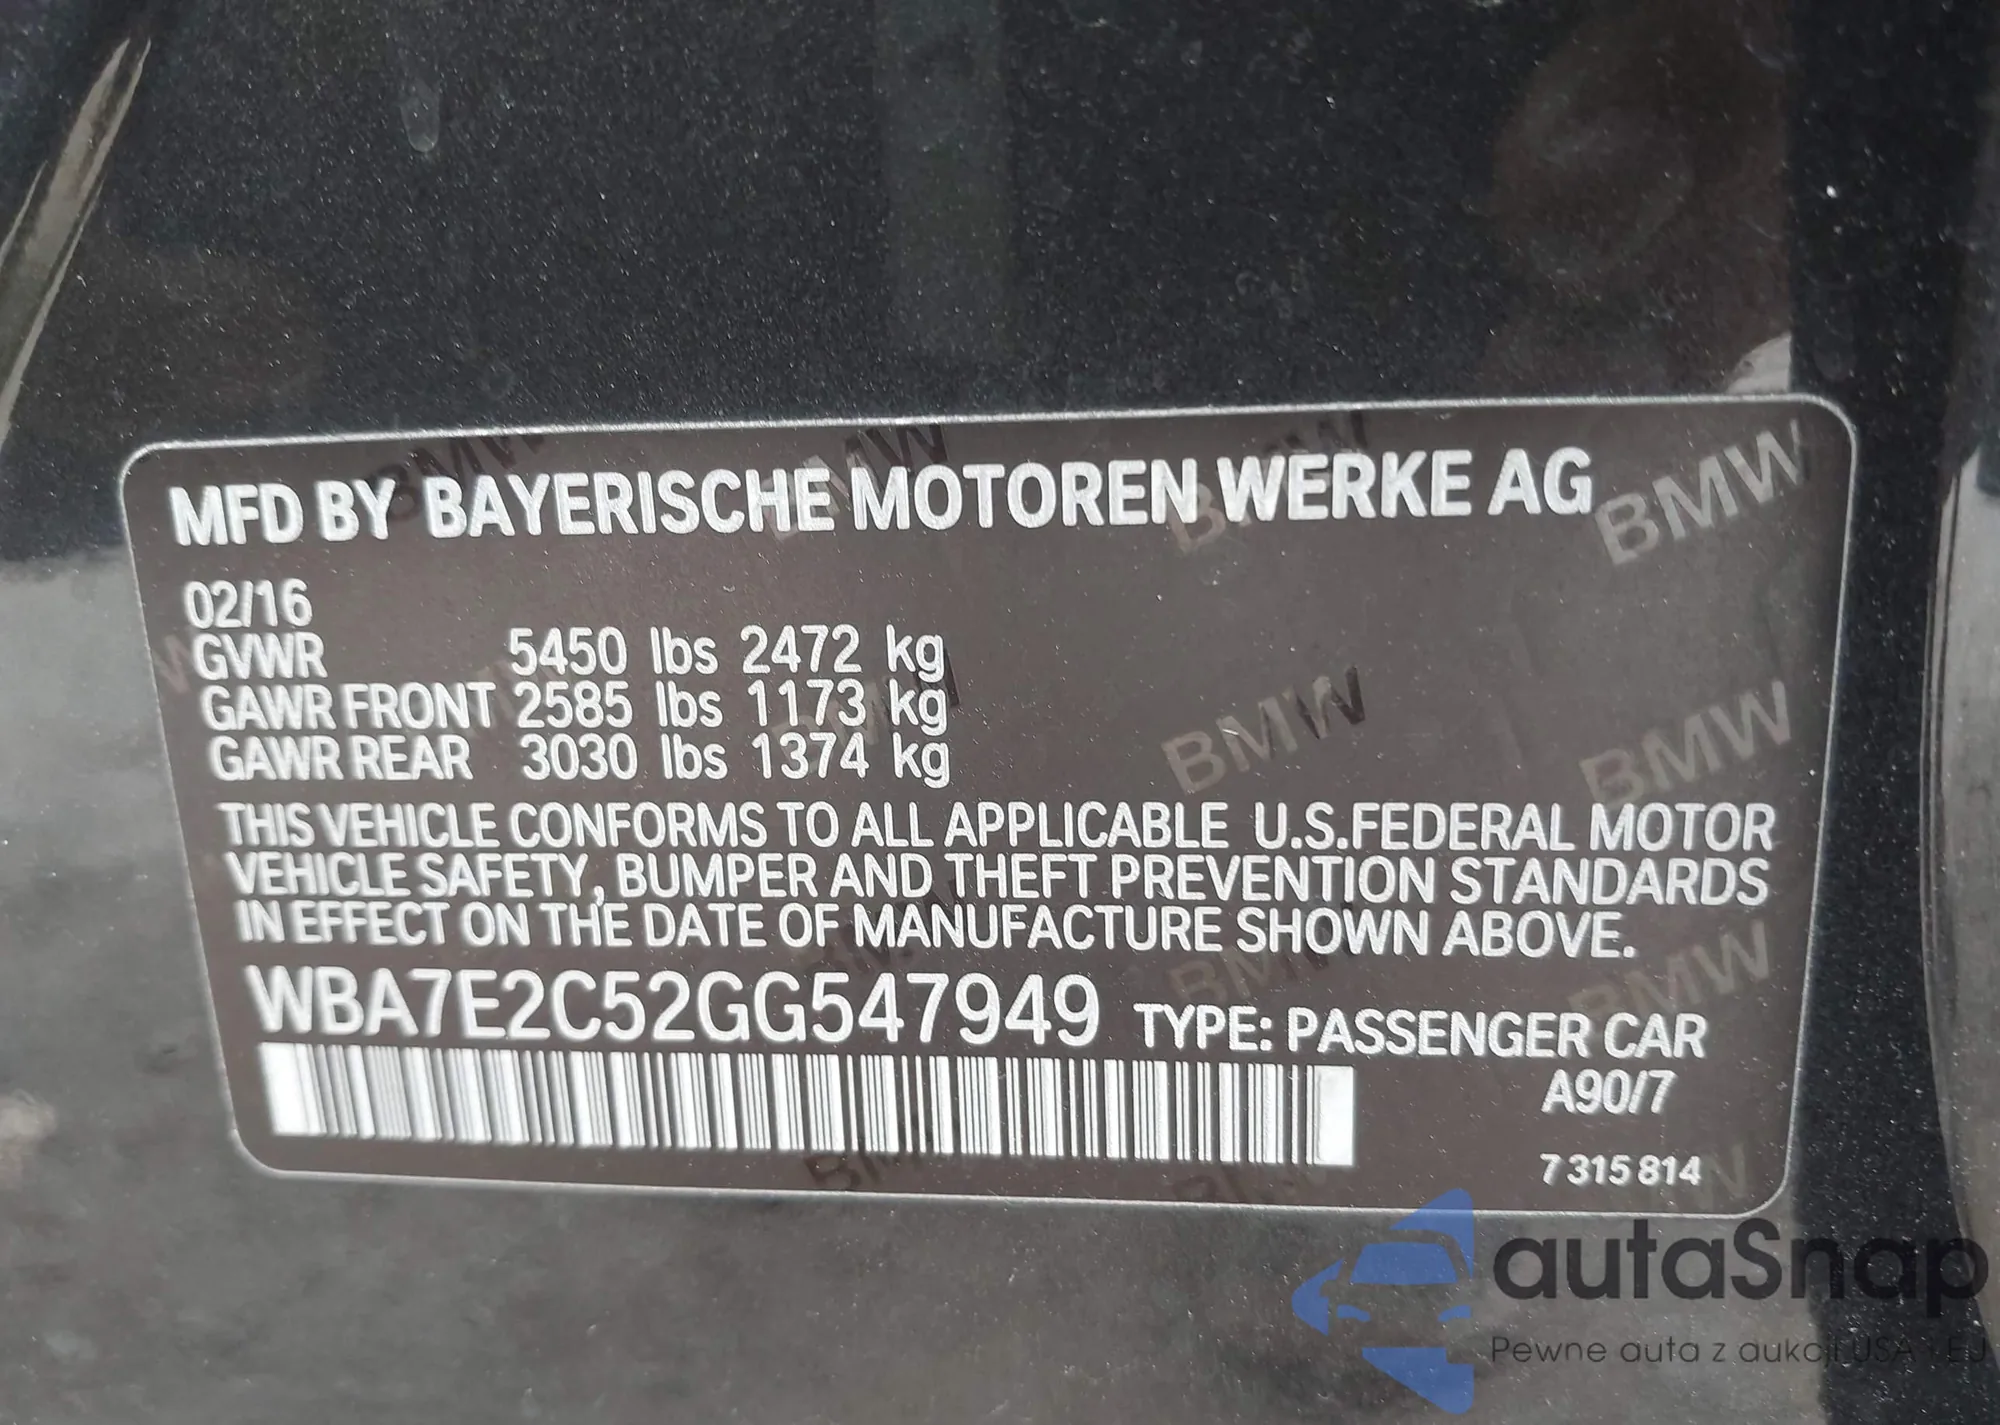 MFD BY BAYERISCHE MOTOREN WERKE AG
02/16
GVWR 5450 lbs 2472 kg
GAWR FRONT 2585 lbs 1173 kg
GAWR REAR 3030 lbs 1374 kg
THIS VEHICLE CONFORMS TO ALL APPLICABLE U.S.FEDERAL MOTOR
VEHICLE SAFETY, BUMPER AND THEFT PREVENTION STANDARDS
IN EFFECT ON THE DATE OF MANUFACTURE SHOWN ABOVE.
WBA7E2C52GG547949 TYPE: PASSENGER CAR
A90/7
7 315 814
autaSnap
Pewne auta z aukcji USA i EU